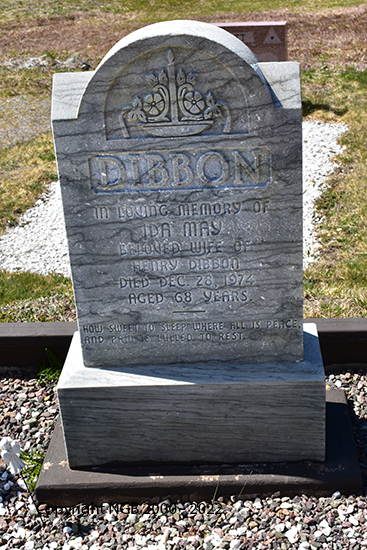 DIBBON
IN LOVING MEMORY OF
IDA MAY
BELOVED WIFE OF
HENRY DIBBON
DIED DEC. 28, 1974
AGED 68 YEARS.
HOW SWEET TO SLEEP WHERE ALL IS PEACE,
AND PAIN IS LULLED TO REST.
Copyright NGB 2000 - 2022